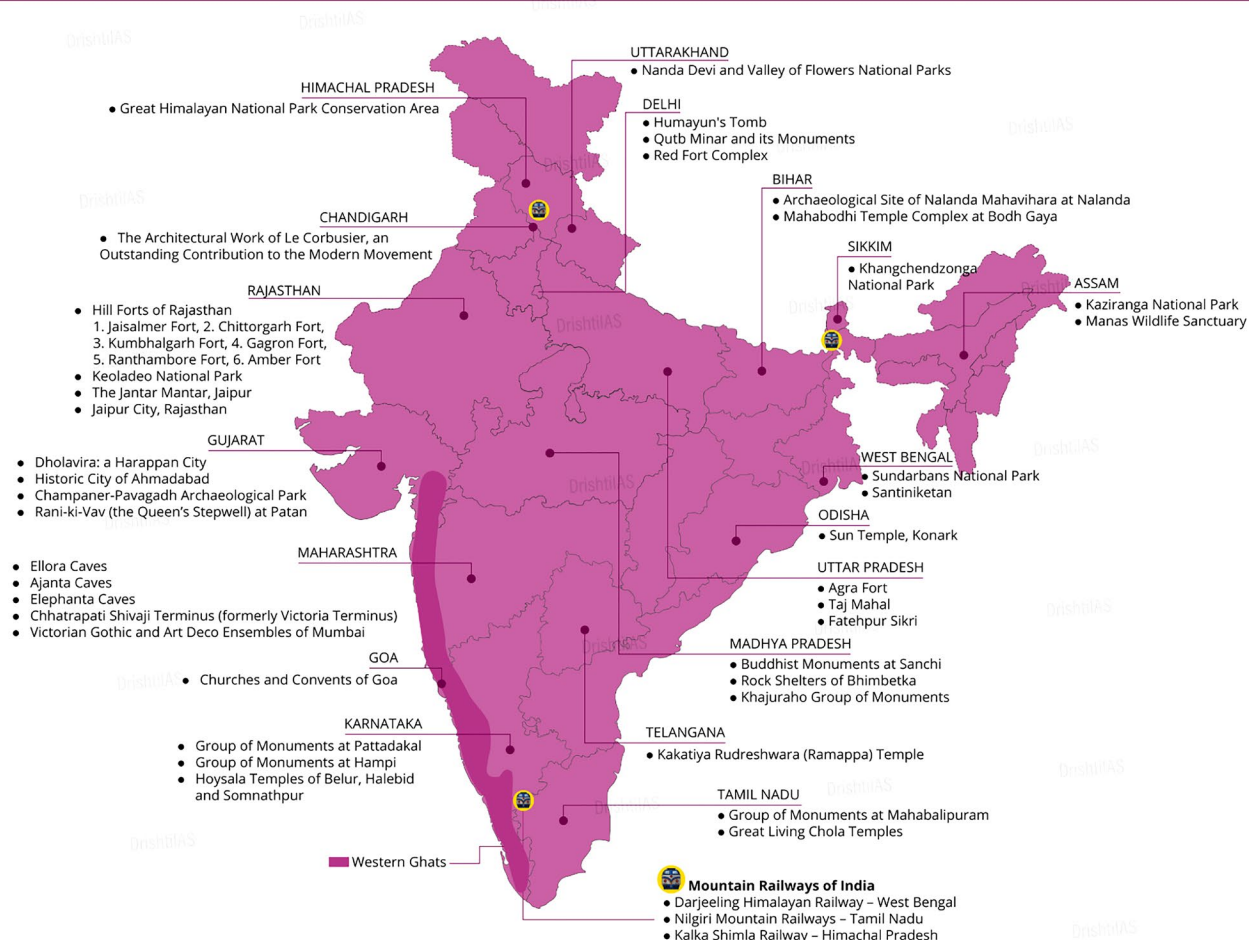 UTTARAKHAND
● Nanda Devi and Valley of Flowers National Parks
HIMACHAL PRADESH
● Great Himalayan National Park Conservation Area
DELHI
● Humayun's Tomb
● Qutb Minar and its Monuments
● Red Fort Complex
BIHAR
● Archaeological Site of Nalanda Mahavihara at Nalanda
● Mahabodhi Temple Complex at Bodh Gaya
CHANDIGARH
● The Architectural Work of Le Corbusier, an
Outstanding Contribution to the Modern Movement
SIKKIM
● Khangchendzonga
National Park
ASSAM
● Kaziranga National Park
● Manas Wildlife Sanctuary
RAJASTHAN
● Hill Forts of Rajasthan
1. Jaisalmer Fort, 2. Chittorgarh Fort,
3. Kumbhalgarh Fort, 4. Gagron Fort,
5. Ranthambore Fort, 6. Amber Fort
● Keoladeo National Park
● The Jantar Mantar, Jaipur
● Jaipur City, Rajasthan
GUJARAT
● Dholavira: a Harappan City
● Historic City of Ahmadabad
● Champaner-Pavagadh Archaeological Park
● Rani-ki-Vav (the Queen's Stepwell) at Patan
WEST BENGAL
● Sundarbans National Park
● Santiniketan
ODISHA
● Sun Temple, Konark
MAHARASHTRA
● Ellora Caves
● Ajanta Caves
● Elephanta Caves
● Chhatrapati Shivaji Terminus (formerly Victoria Terminus)
● Victorian Gothic and Art Deco Ensembles of Mumbai
UTTAR PRADESH
● Agra Fort
● Taj Mahal
● Fatehpur Sikri
MADHYA PRADESH
● Buddhist Monuments at Sanchi
● Rock Shelters of Bhimbetka
● Khajuraho Group of Monuments
GOA
● Churches and Convents of Goa
KARNATAKA
● Group of Monuments at Pattadakal
● Group of Monuments at Hampi
● Hoysala Temples of Belur, Halebid
and Somnathpur
TELANGANA
● Kakatiya Rudreshwara (Ramappa) Temple
TAMIL NADU
● Group of Monuments at Mahabalipuram
● Great Living Chola Temples
Western Ghats
Mountain Railways of India
● Darjeeling Himalayan Railway – West Bengal
● Nilgiri Mountain Railways – Tamil Nadu
● Kalka Shimla Railway – Himachal Pradesh
DrishtiIAS